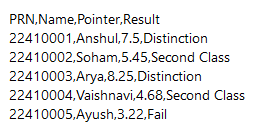 PRN,Name,Pointer,Result
22410001,Anshul,7.5,Distinction
22410002,Soham,5.45,Second Class
22410003,Arya,8.25,Distinction
22410004,Vaishnavi,4.68,Second Class
22410005,Ayush,3.22,Fail